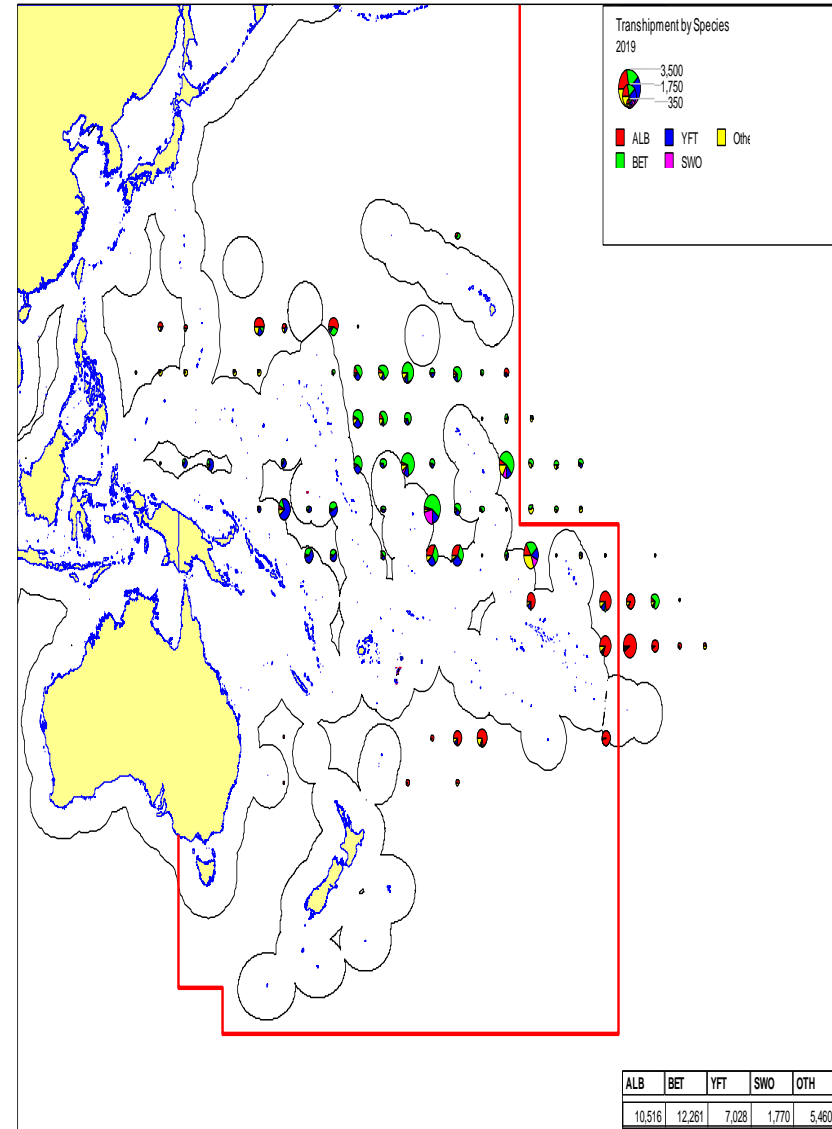 Transhipment by Species
2019
3,500
1,750
350
ALB YFT Othe
BET SWO
ALB BET YFT SWO OTH
10,516 12,261 7,028 1,770 5,460